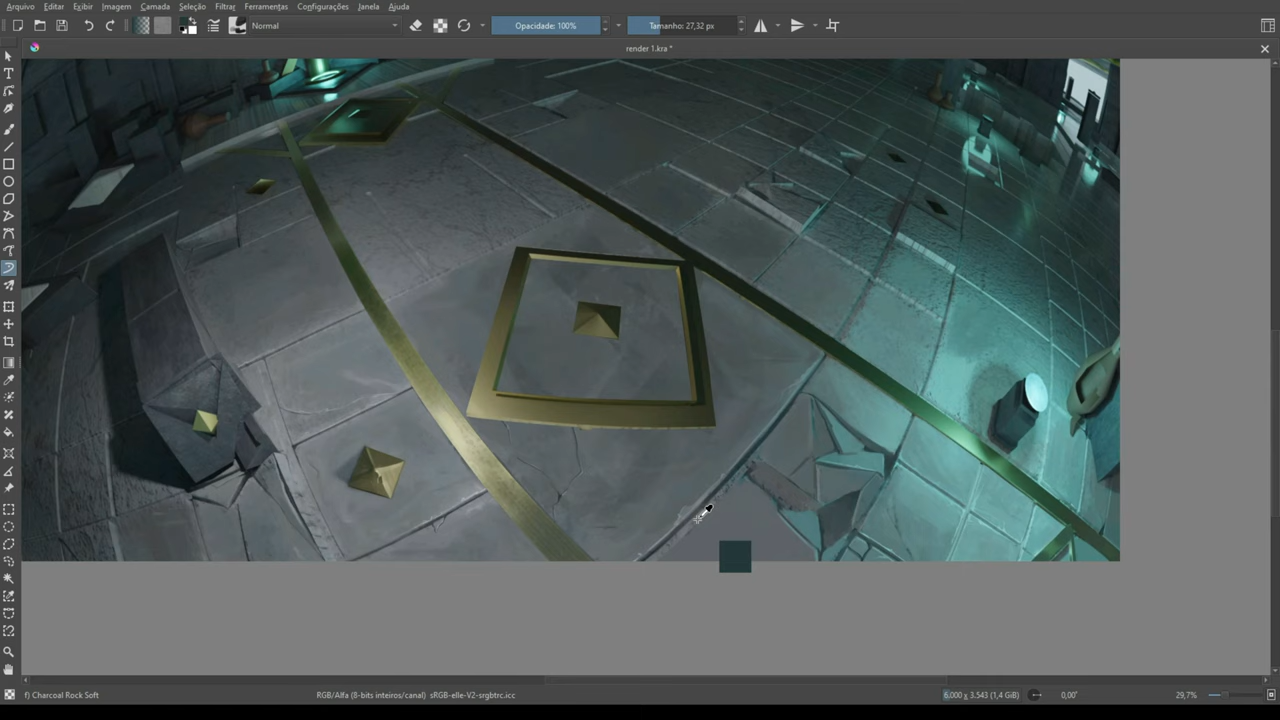 Arquivo Editar Exibir Imagem Camada Seleção Filtrar Ferramentas Configurações Janela Ajuda
Normal Opacidade: 100% Tamanho: 27,32 px
render 1.kra *
f) Charcoal Rock Soft RGB/Alfa (8-bits inteiros/canal) sRGB-elle-V2-srgbtrc.icc 6.000 x 3.543 (1,4 GiB) 0,00° 29,7%